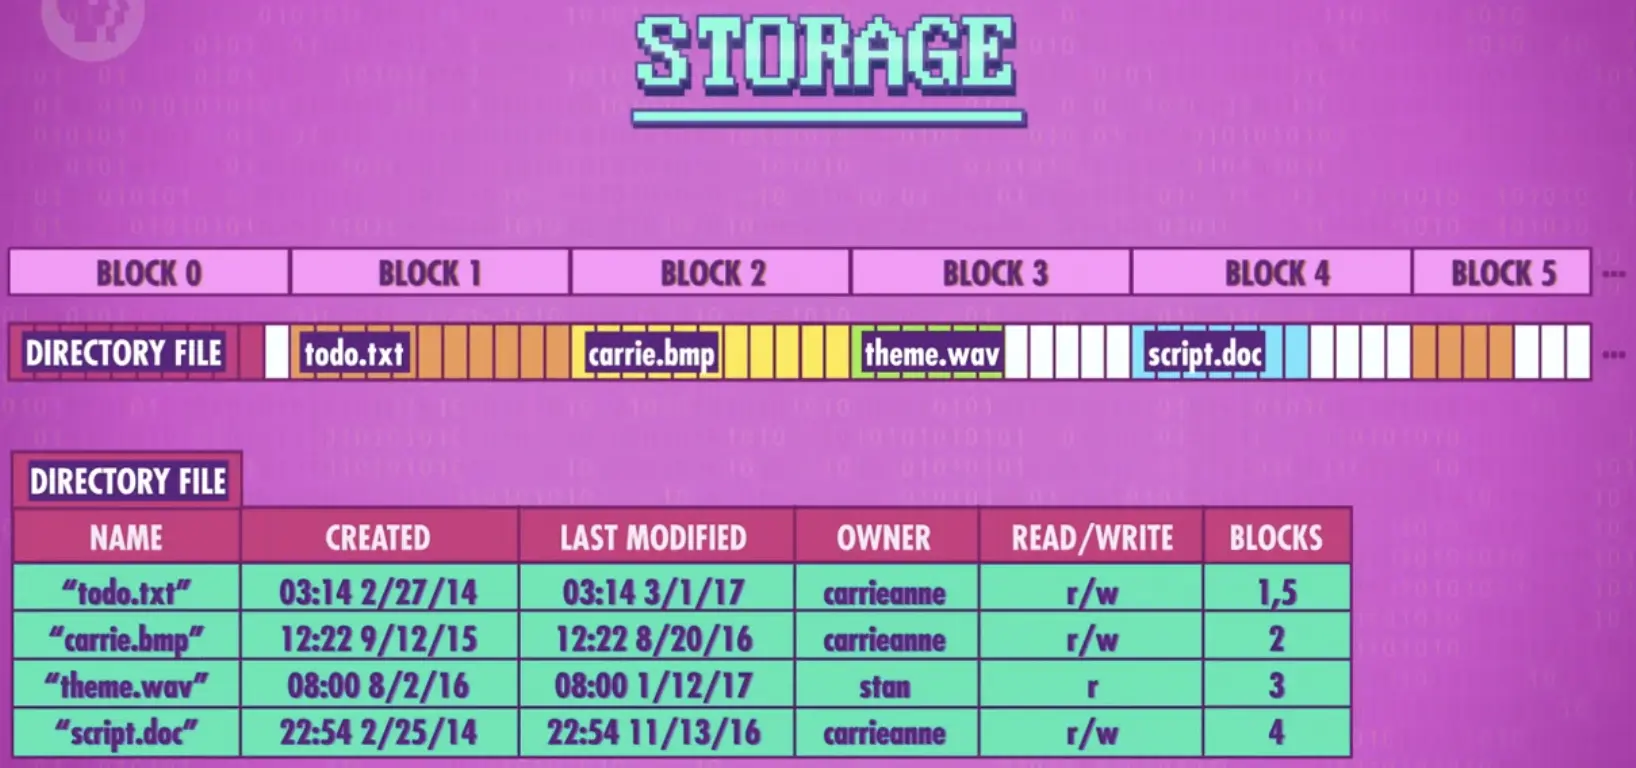 STORAGE
BLOCK 0 BLOCK 1 BLOCK 2 BLOCK 3 BLOCK 4 BLOCK 5 ...
DIRECTORY FILE todo.txt carrie.bmp theme.wav script.doc ...
DIRECTORY FILE
NAME CREATED LAST MODIFIED OWNER READ/WRITE BLOCKS
“todo.txt” 03:14 2/27/14 03:14 3/1/17 carrieanne r/w 1,5
“carrie.bmp” 12:22 9/12/15 12:22 8/20/16 carrieanne r/w 2
“theme.wav” 08:00 8/2/16 08:00 1/12/17 stan r 3
“script.doc” 22:54 2/25/14 22:54 11/13/16 carrieanne r/w 4